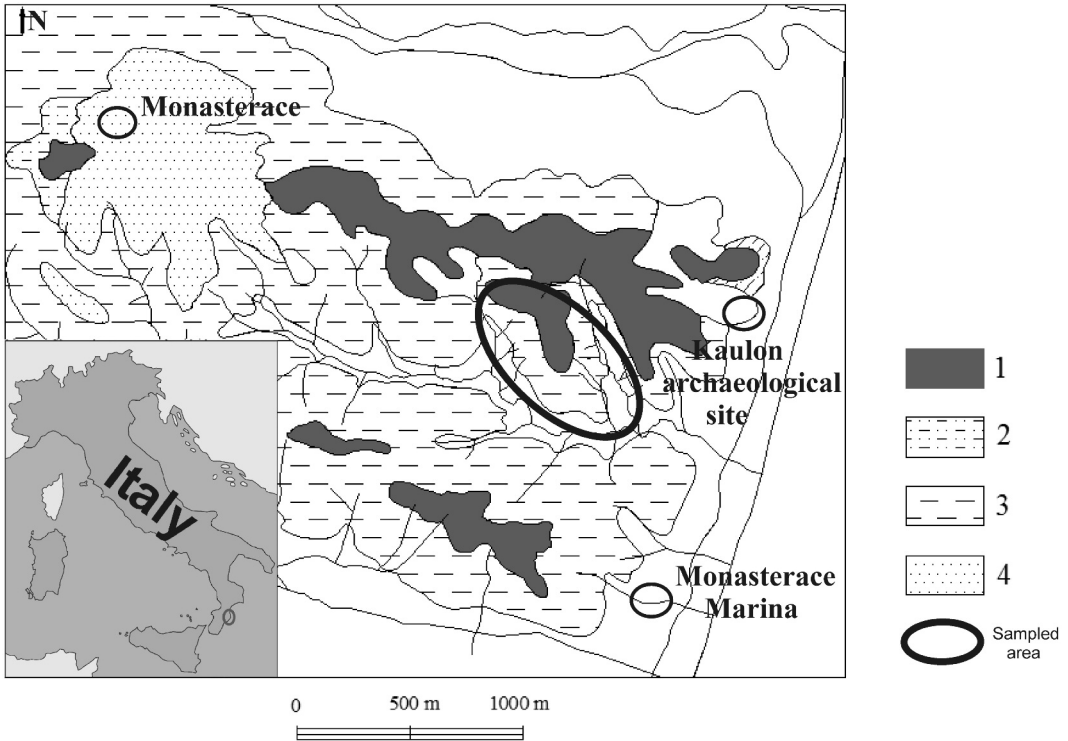 N
Monasterace
Kaulon
archaeological
site
Italy
Monasterace
Marina
1
2
3
4
Sampled
area
0 500 m 1000 m